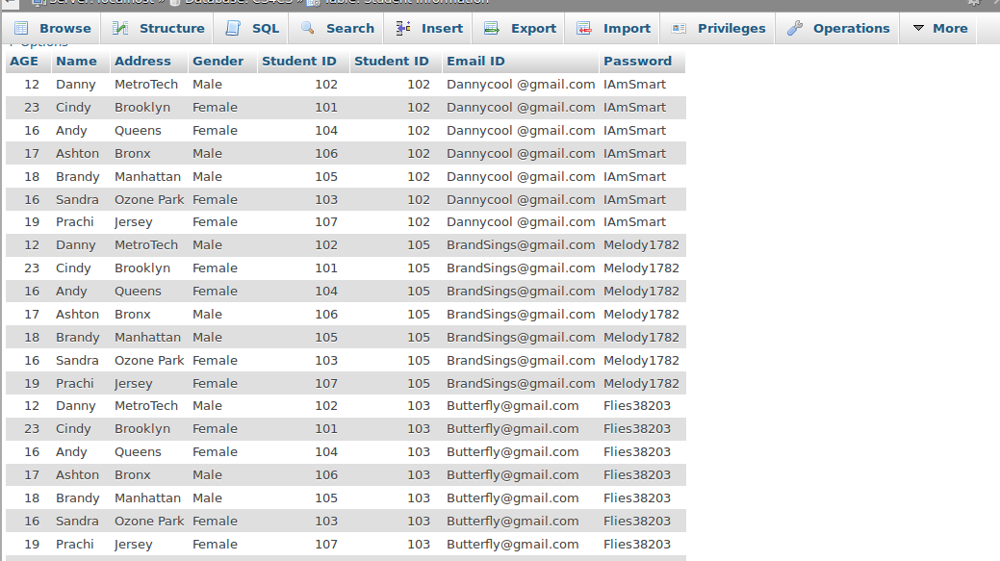 Server: localhost » Database: CS4CS » Table: Student Information
Browse Structure SQL Search Insert Export Import Privileges Operations More
+ Options
AGE Name Address Gender Student ID Student ID Email ID Password
12 Danny MetroTech Male 102 102 Dannycool @gmail.com IAmSmart
23 Cindy Brooklyn Female 101 102 Dannycool @gmail.com IAmSmart
16 Andy Queens Female 104 102 Dannycool @gmail.com IAmSmart
17 Ashton Bronx Male 106 102 Dannycool @gmail.com IAmSmart
18 Brandy Manhattan Male 105 102 Dannycool @gmail.com IAmSmart
16 Sandra Ozone Park Female 103 102 Dannycool @gmail.com IAmSmart
19 Prachi Jersey Female 107 102 Dannycool @gmail.com IAmSmart
12 Danny MetroTech Male 102 105 BrandSings@gmail.com Melody1782
23 Cindy Brooklyn Female 101 105 BrandSings@gmail.com Melody1782
16 Andy Queens Female 104 105 BrandSings@gmail.com Melody1782
17 Ashton Bronx Male 106 105 BrandSings@gmail.com Melody1782
18 Brandy Manhattan Male 105 105 BrandSings@gmail.com Melody1782
16 Sandra Ozone Park Female 103 105 BrandSings@gmail.com Melody1782
19 Prachi Jersey Female 107 105 BrandSings@gmail.com Melody1782
12 Danny MetroTech Male 102 103 Butterfly@gmail.com Flies38203
23 Cindy Brooklyn Female 101 103 Butterfly@gmail.com Flies38203
16 Andy Queens Female 104 103 Butterfly@gmail.com Flies38203
17 Ashton Bronx Male 106 103 Butterfly@gmail.com Flies38203
18 Brandy Manhattan Male 105 103 Butterfly@gmail.com Flies38203
16 Sandra Ozone Park Female 103 103 Butterfly@gmail.com Flies38203
19 Prachi Jersey Female 107 103 Butterfly@gmail.com Flies38203